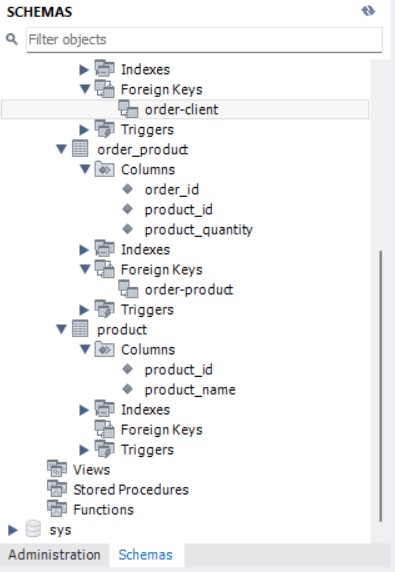 SCHEMAS
Filter objects
Indexes
Foreign Keys
order-client
Triggers
order_product
Columns
order_id
product_id
product_quantity
Indexes
Foreign Keys
order-product
Triggers
product
Columns
product_id
product_name
Indexes
Foreign Keys
Triggers
Views
Stored Procedures
Functions
sys
Administration Schemas